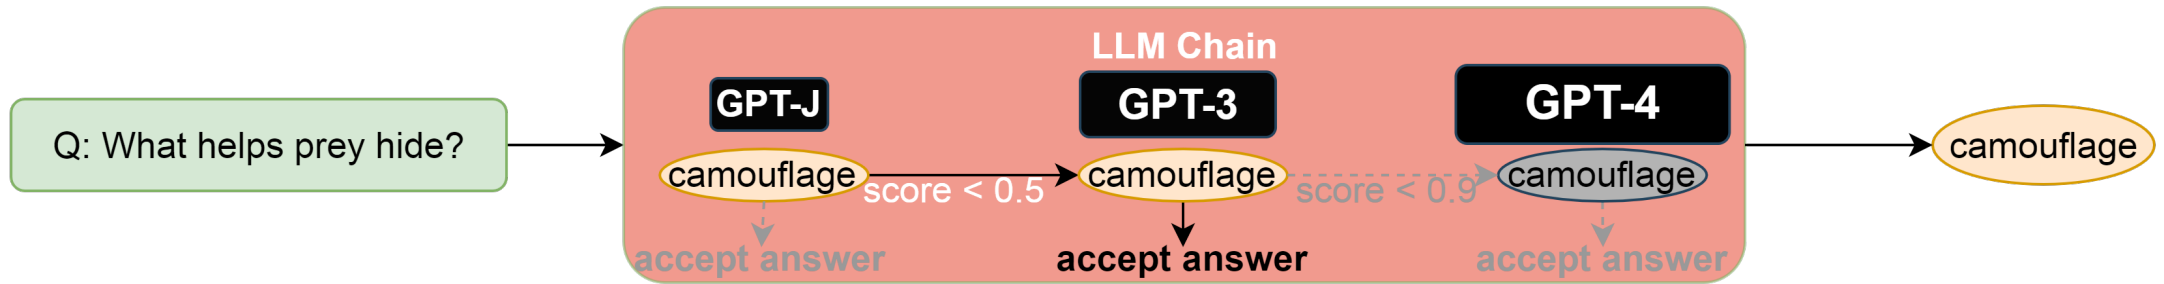 LLM Chain
Q: What helps prey hide?
GPT-J
GPT-3
GPT-4
camouflage
score < 0.5
camouflage
score < 0.9
camouflage
accept answer
accept answer
accept answer
camouflage